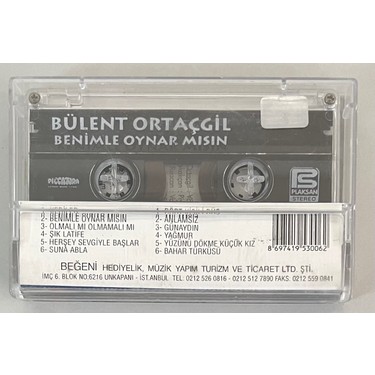 BÜLENT ORTAÇGİL
BENİMLE OYNAR MISIN
PICCATURA
PLAKSAN
STEREO
2- BENİMLE OYNAR MISIN
3- OLMALI MI OLMAMALI MI
4- ŞIK LATİFE
5- HERŞEY SEVGİYLE BAŞLAR
6- SUNA ABLA
2- ANLAMSIZ
3- GÜNAYDIN
4- YAĞMUR
5- YÜZÜNÜ DÖKME KÜÇÜK KIZ
6- BAHAR TÜRKÜSÜ
8 697419 530062
BEĞENİ HEDİYELİK, MÜZİK YAPIM TURİZM VE TİCARET LTD. ŞTİ.
İMÇ 6. BLOK NO.6216 UNKAPANI - İSTANBUL TEL: 0212 526 0816 - 0212 512 7890 FAKS: 0212 559 0841